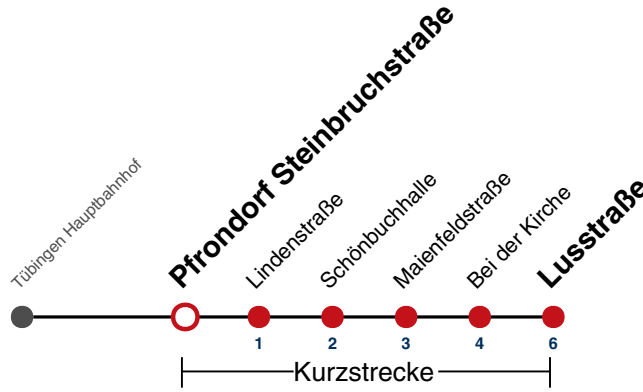 Tübingen Hauptbahnhof
Pfrondorf Steinbruchstraße
Lindenstraße
Schönbuchhalle
Maienfeldstraße
Bei der Kirche
Lusstraße
1 2 3 4 6
Kurzstrecke